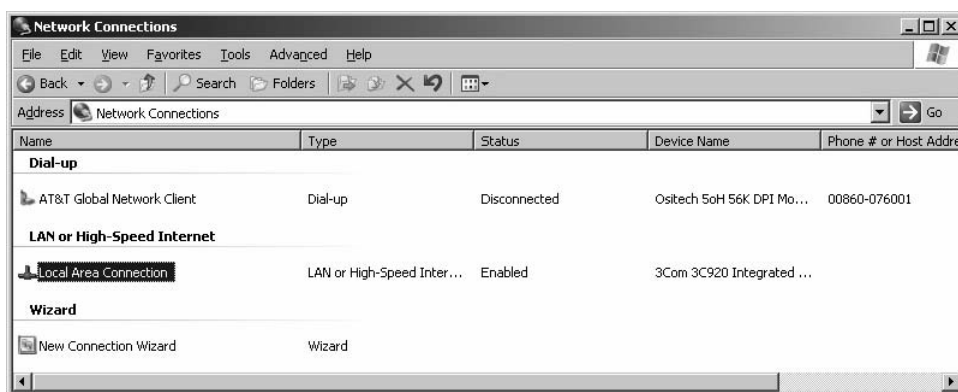 Network Connections
File Edit View Favorites Tools Advanced Help
Back Search Folders
Address Network Connections Go
Name Type Status Device Name Phone # or Host Addre
Dial-up
AT&T Global Network Client Dial-up Disconnected Ositech 5oH 56K DPI Mo... 00860-076001
LAN or High-Speed Internet
Local Area Connection LAN or High-Speed Inter... Enabled 3Com 3C920 Integrated ...
Wizard
New Connection Wizard Wizard